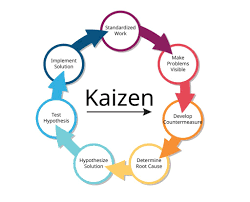 Standardized
Work
Make
Problems
Visible
Develop
Countermeasure
Determine
Root Cause
Hypothesize
Solution
Test
Hypothesis
Implement
Solution
Kaizen